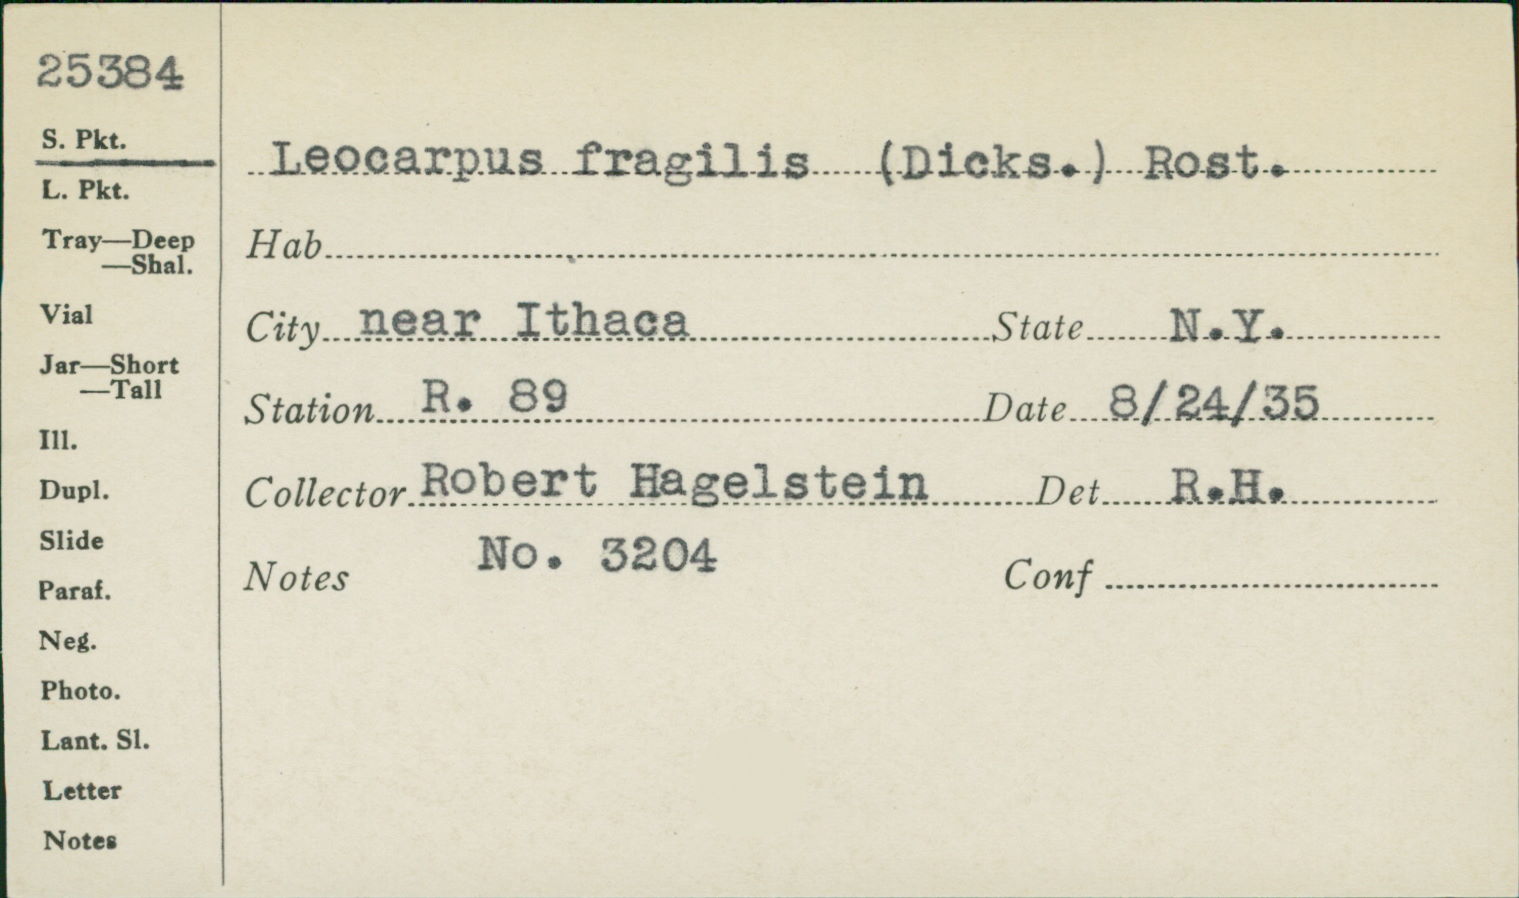 25384
S. Pkt.
L. Pkt.
Tray—Deep
—Shal.
Vial
Jar—Short
—Tall
Ill.
Dupl.
Slide
Paraf.
Neg.
Photo.
Lant. Sl.
Letter
Notes
Leocarpus fragilis (Dicks.) Rost.
Hab
City near Ithaca State N.Y.
Station R. 89 Date 8/24/35
Collector Robert Hagelstein Det R.H.
Notes No. 3204 Conf